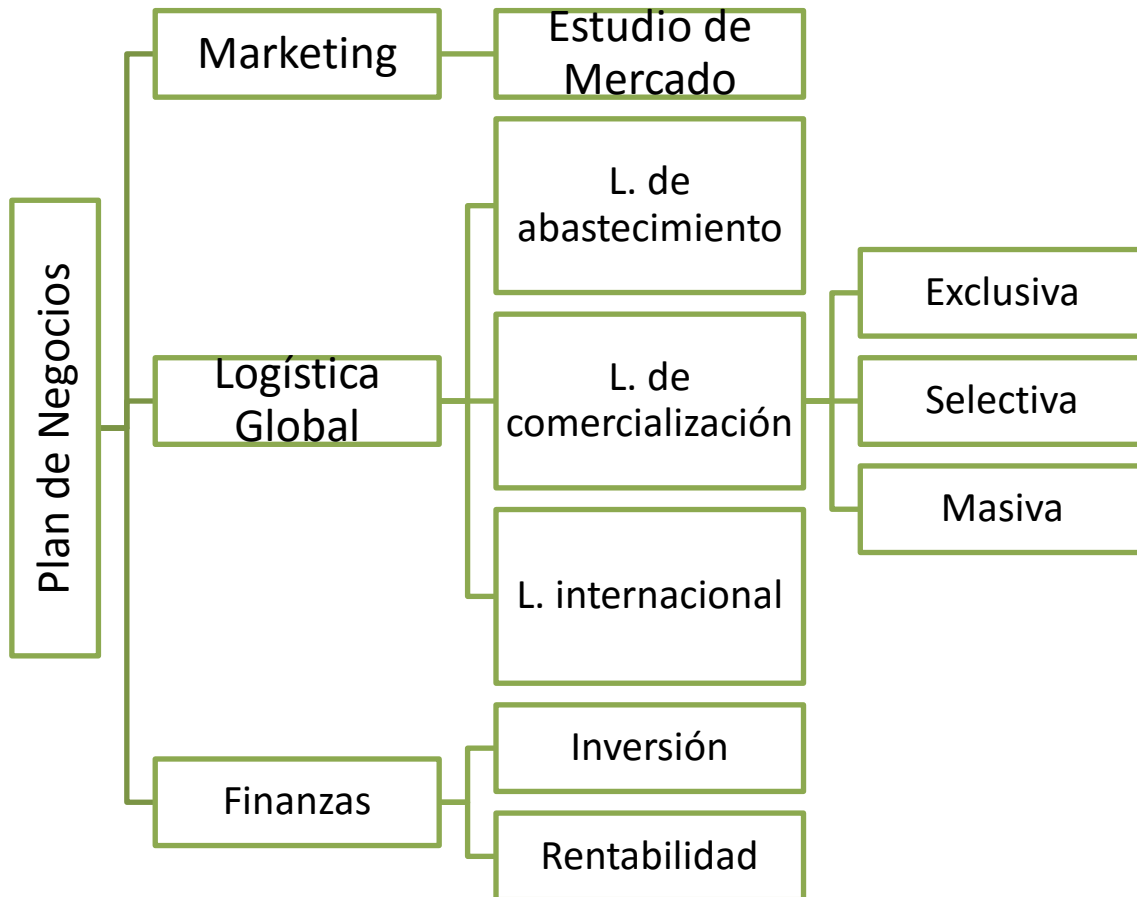 Plan de Negocios
Marketing
Estudio de
Mercado
Logística
Global
L. de
abastecimiento
L. de
comercialización
Exclusiva
Selectiva
Masiva
L. internacional
Finanzas
Inversión
Rentabilidad